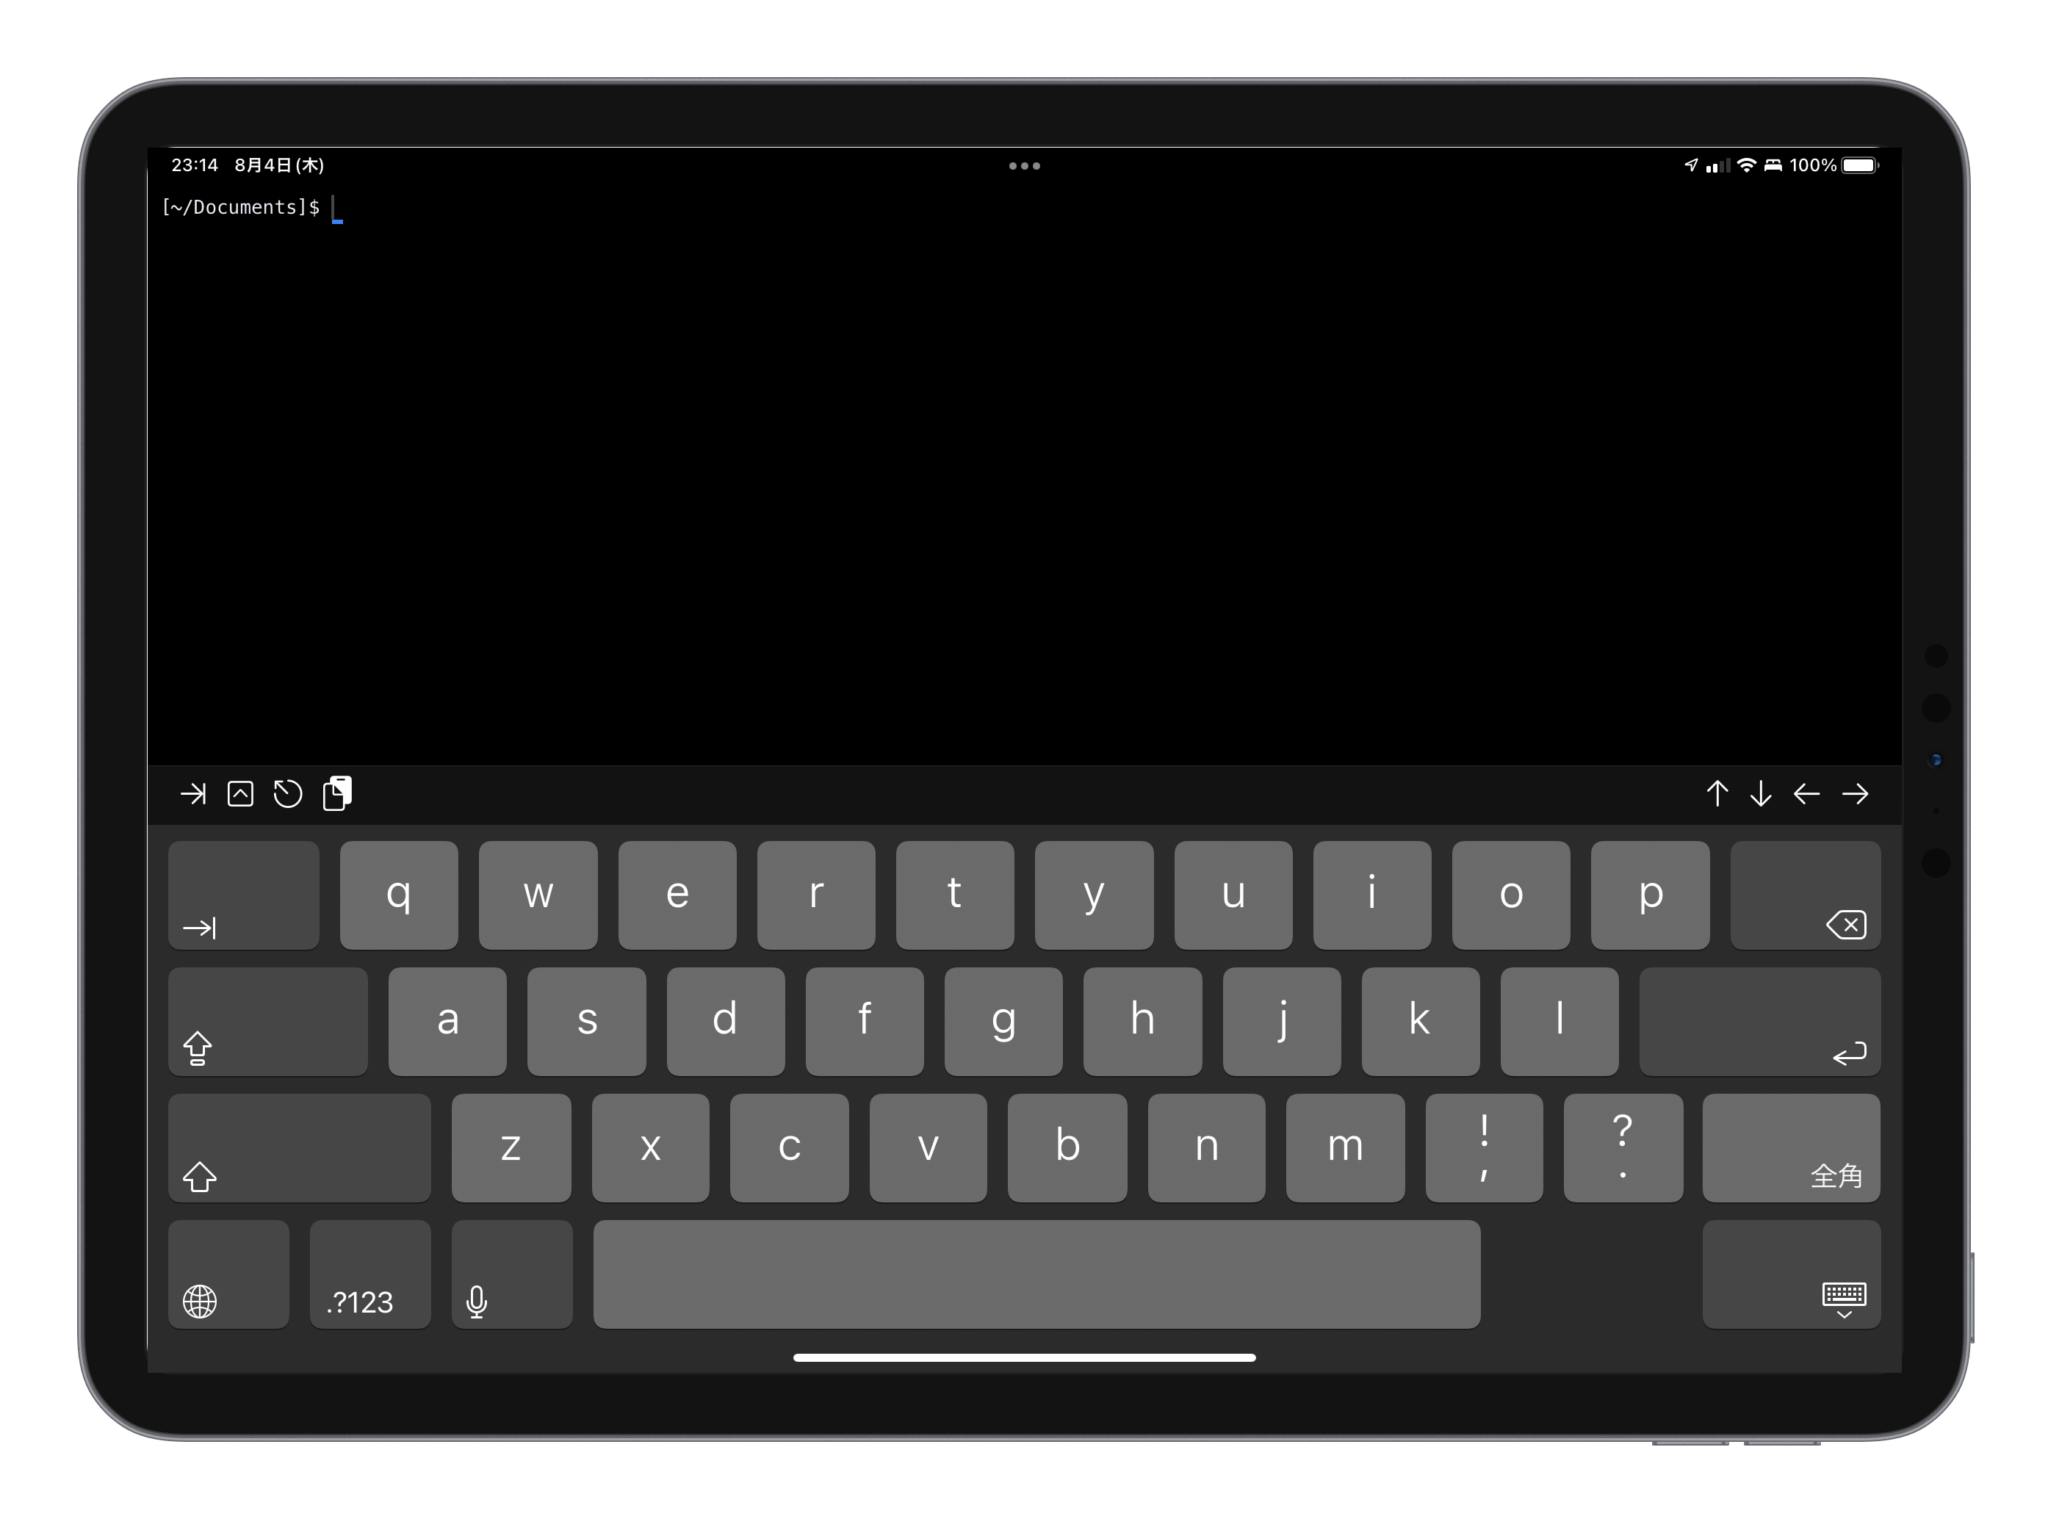 23:14 8月4日(木) 100%
[~/Documents]$
q w e r t y u i o p
a s d f g h j k l
z x c v b n m ! , ? . 全角
.?123